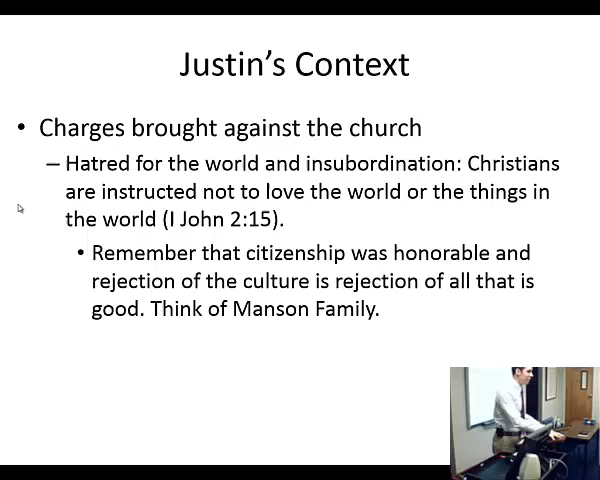 Justin's Context
• Charges brought against the church
– Hatred for the world and insubordination: Christians
are instructed not to love the world or the things in
the world (I John 2:15).
• Remember that citizenship was honorable and
rejection of the culture is rejection of all that is
good. Think of Manson Family.